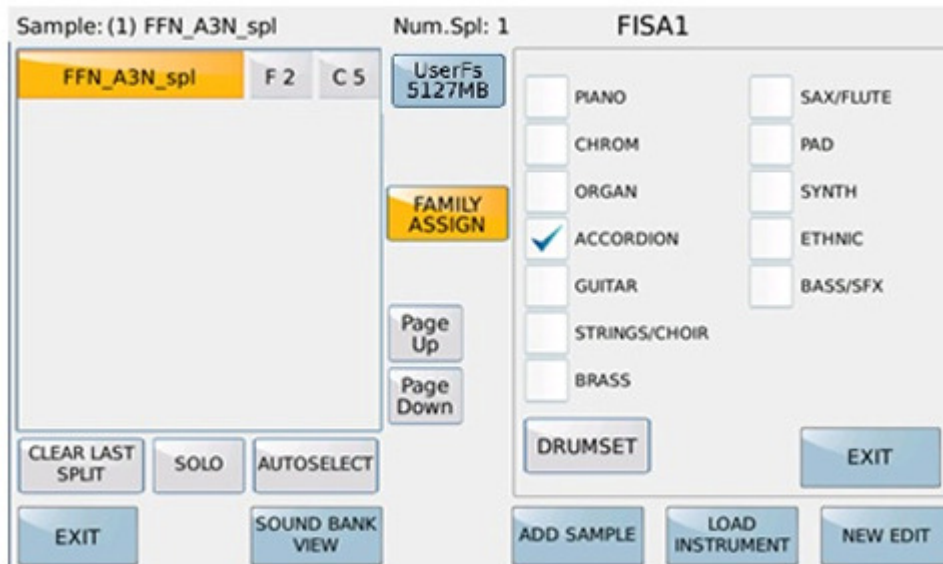 Sample: (1) FFN_A3N_spl
Num.Spl: 1
FISA1
FFN_A3N_spl
F 2
C 5
UserFs
5127MB
FAMILY
ASSIGN
Page
Up
Page
Down
PIANO
CHROM
ORGAN
ACCORDION
GUITAR
STRINGS/CHOIR
BRASS
SAX/FLUTE
PAD
SYNTH
ETHNIC
BASS/SFX
DRUMSET
EXIT
CLEAR LAST
SPLIT
SOLO
AUTOSELECT
EXIT
SOUND BANK
VIEW
ADD SAMPLE
LOAD
INSTRUMENT
NEW EDIT